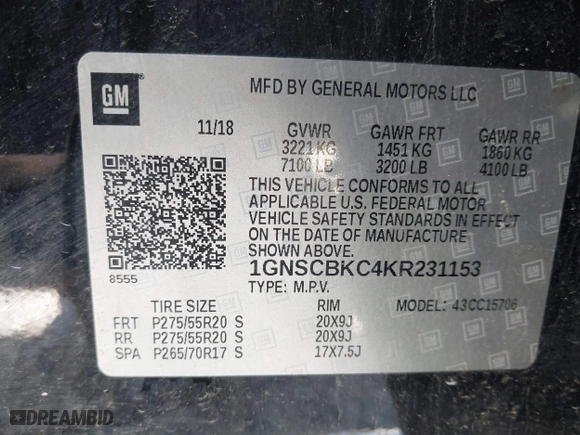 GM
MFD BY GENERAL MOTORS LLC
11/18 GVWR GAWR FRT GAWR RR
3221 KG 1451 KG 1860 KG
7100 LB 3200 LB 4100 LB
THIS VEHICLE CONFORMS TO ALL
APPLICABLE U.S. FEDERAL MOTOR
VEHICLE SAFETY STANDARDS IN EFFECT
ON THE DATE OF MANUFACTURE
SHOWN ABOVE.
8555 1GNSCBKC4KR231153
TYPE: M.P.V. MODEL: 43CC15706
TIRE SIZE RIM
FRT P275/55R20 S 20X9J
RR P275/55R20 S 20X9J
SPA P265/70R17 S 17X7.5J
DREAMBID